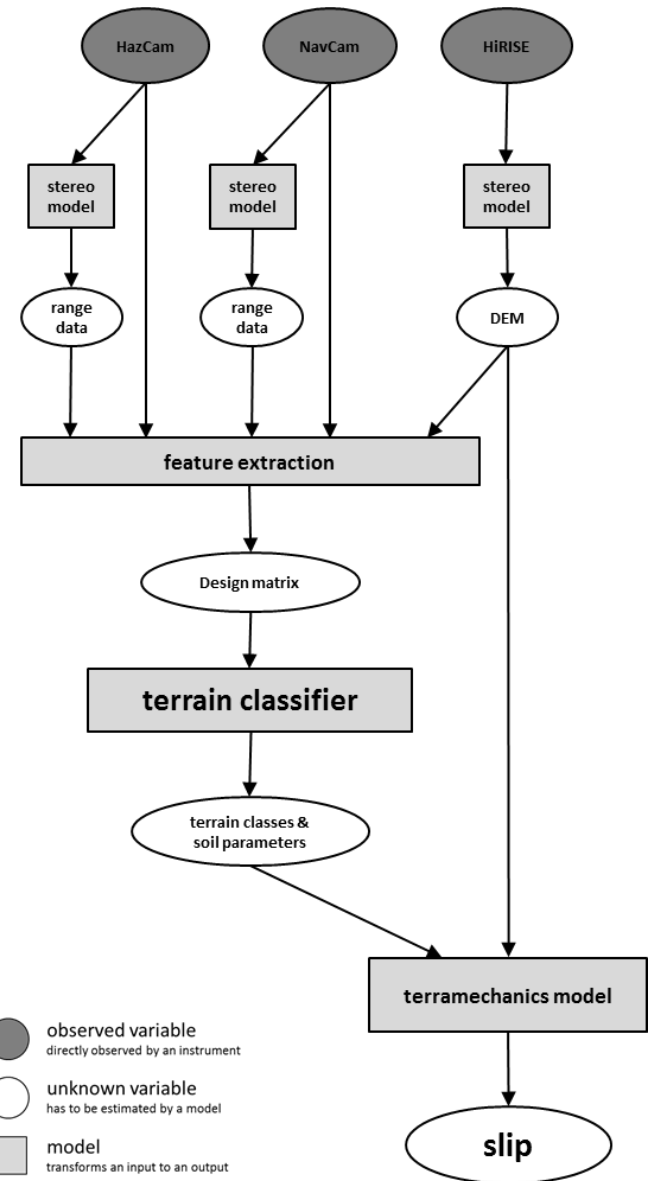 HazCam
NavCam
HiRISE
stereo
model
stereo
model
stereo
model
range
data
range
data
DEM
feature extraction
Design matrix
terrain classifier
terrain classes &
soil parameters
terramechanics model
slip
observed variable
directly observed by an instrument
unknown variable
has to be estimated by a model
model
transforms an input to an output